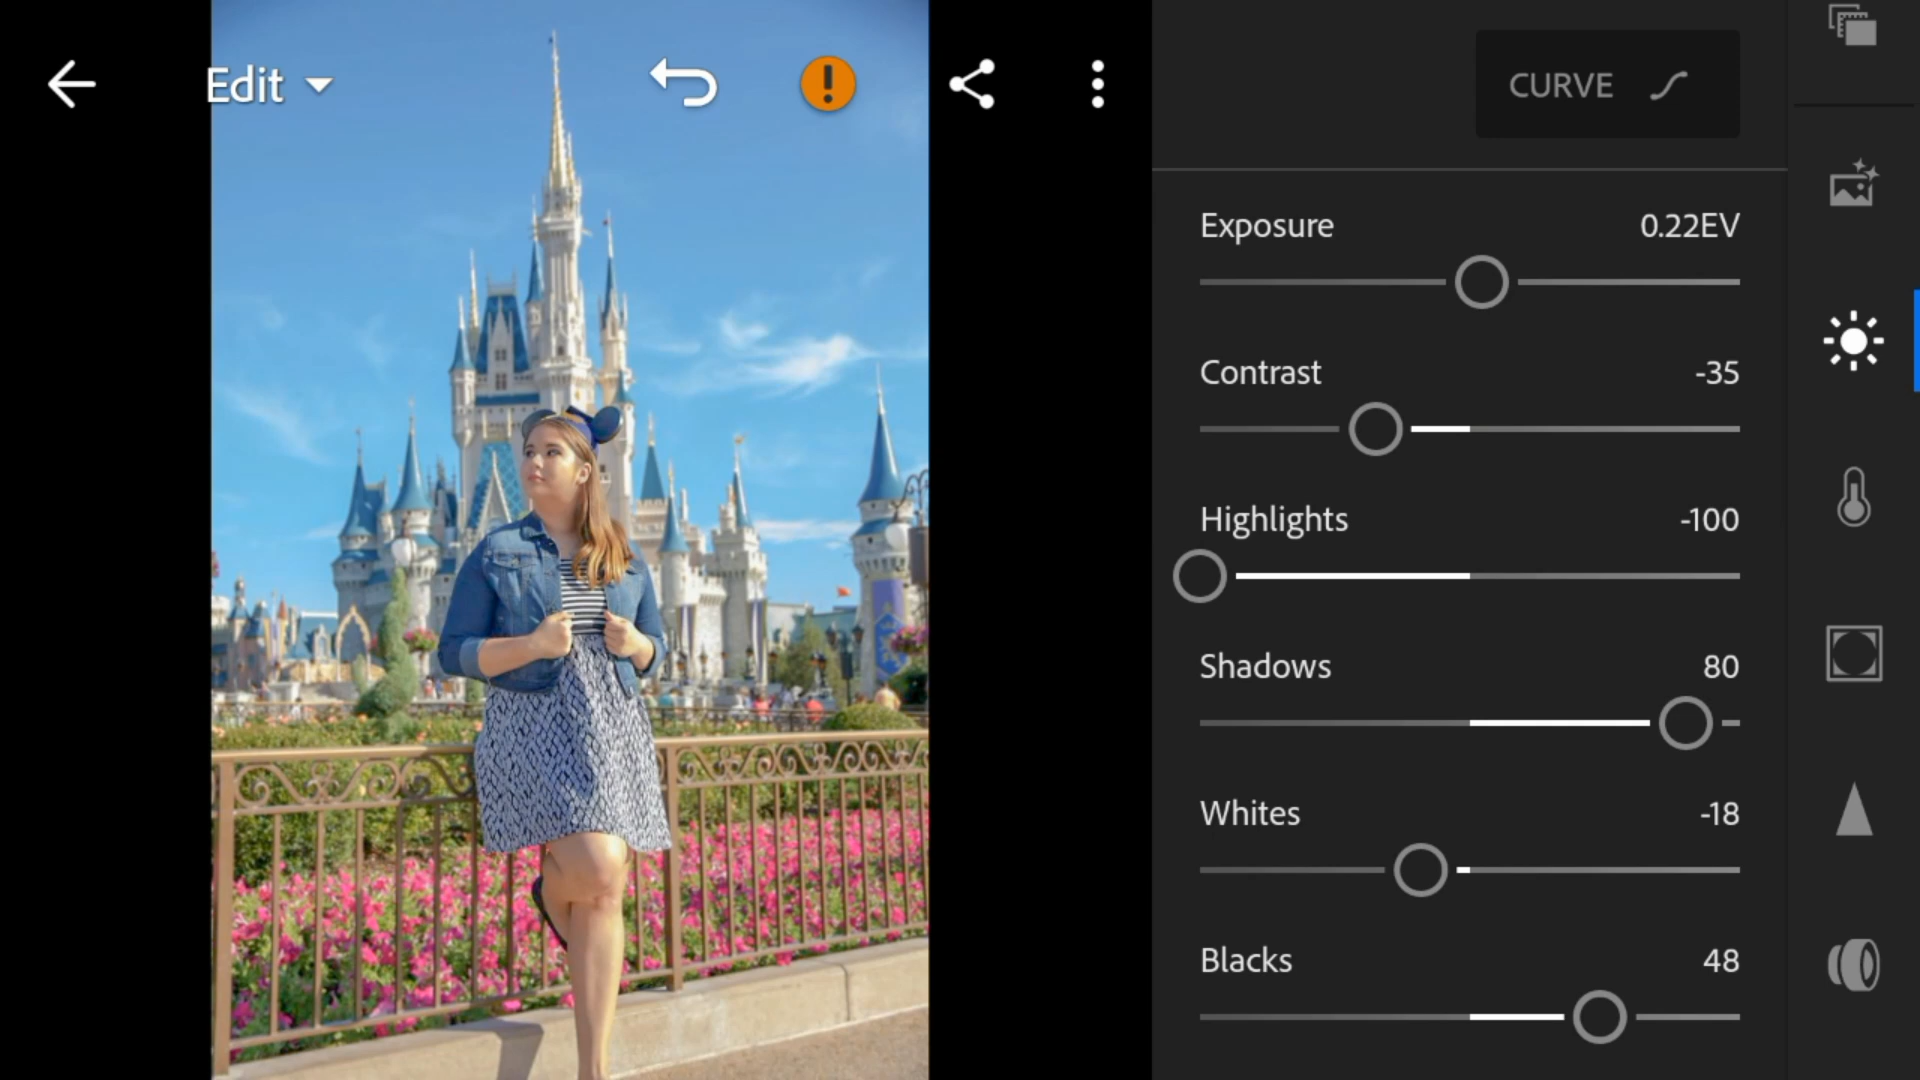 Edit
CURVE
Exposure 0.22EV
Contrast -35
Highlights -100
Shadows 80
Whites -18
Blacks 48